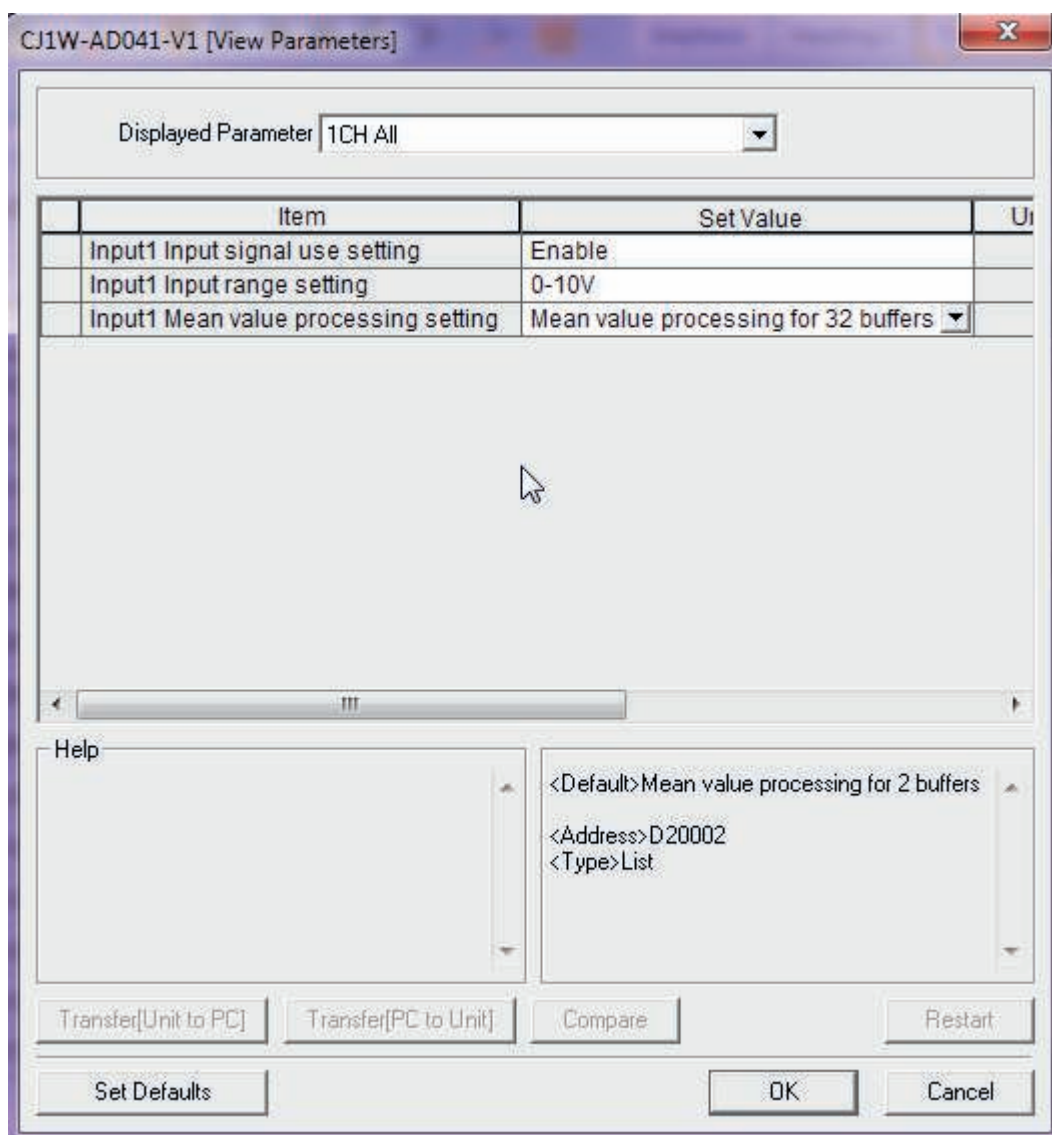 CJ1W-AD041-V1 [View Parameters]
Displayed Parameter 1CH All
Item Set Value
Input1 Input signal use setting Enable
Input1 Input range setting 0-10V
Input1 Mean value processing setting Mean value processing for 32 buffers
Help
<Default>Mean value processing for 2 buffers
<Address>D20002
<Type>List
Transfer[Unit to PC] Transfer[PC to Unit] Compare Restart
Set Defaults OK Cancel